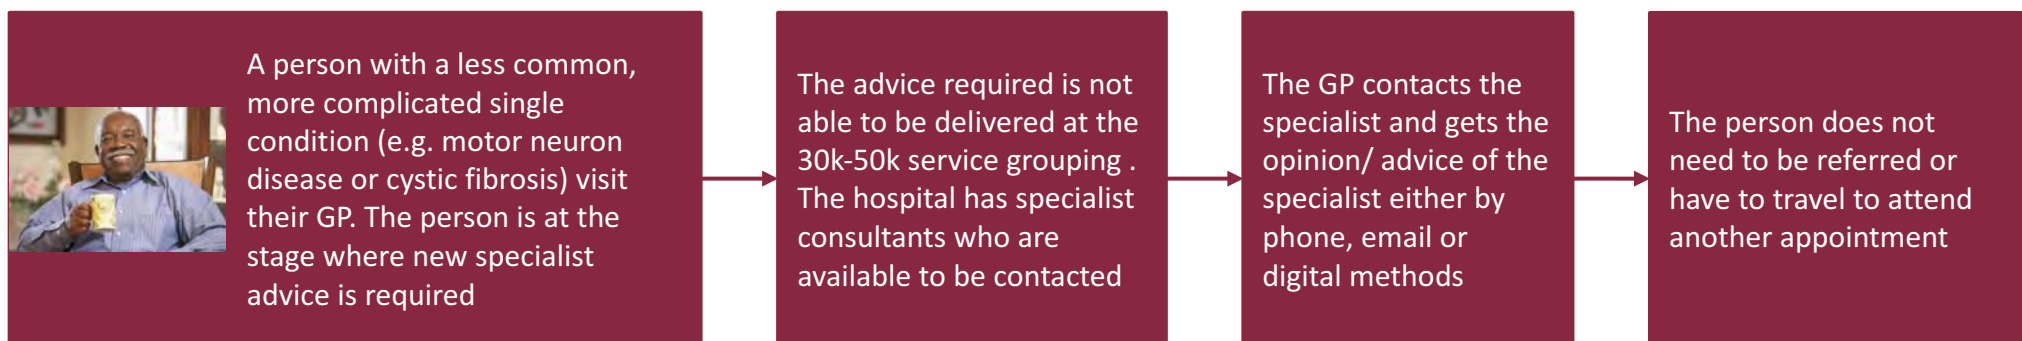 A person with a less common,
more complicated single
condition (e.g. motor neuron
disease or cystic fibrosis) visit
their GP. The person is at the
stage where new specialist
advice is required
The advice required is not
able to be delivered at the
30k-50k service grouping .
The hospital has specialist
consultants who are
available to be contacted
The GP contacts the
specialist and gets the
opinion/ advice of the
specialist either by
phone, email or
digital methods
The person does not
need to be referred or
have to travel to attend
another appointment